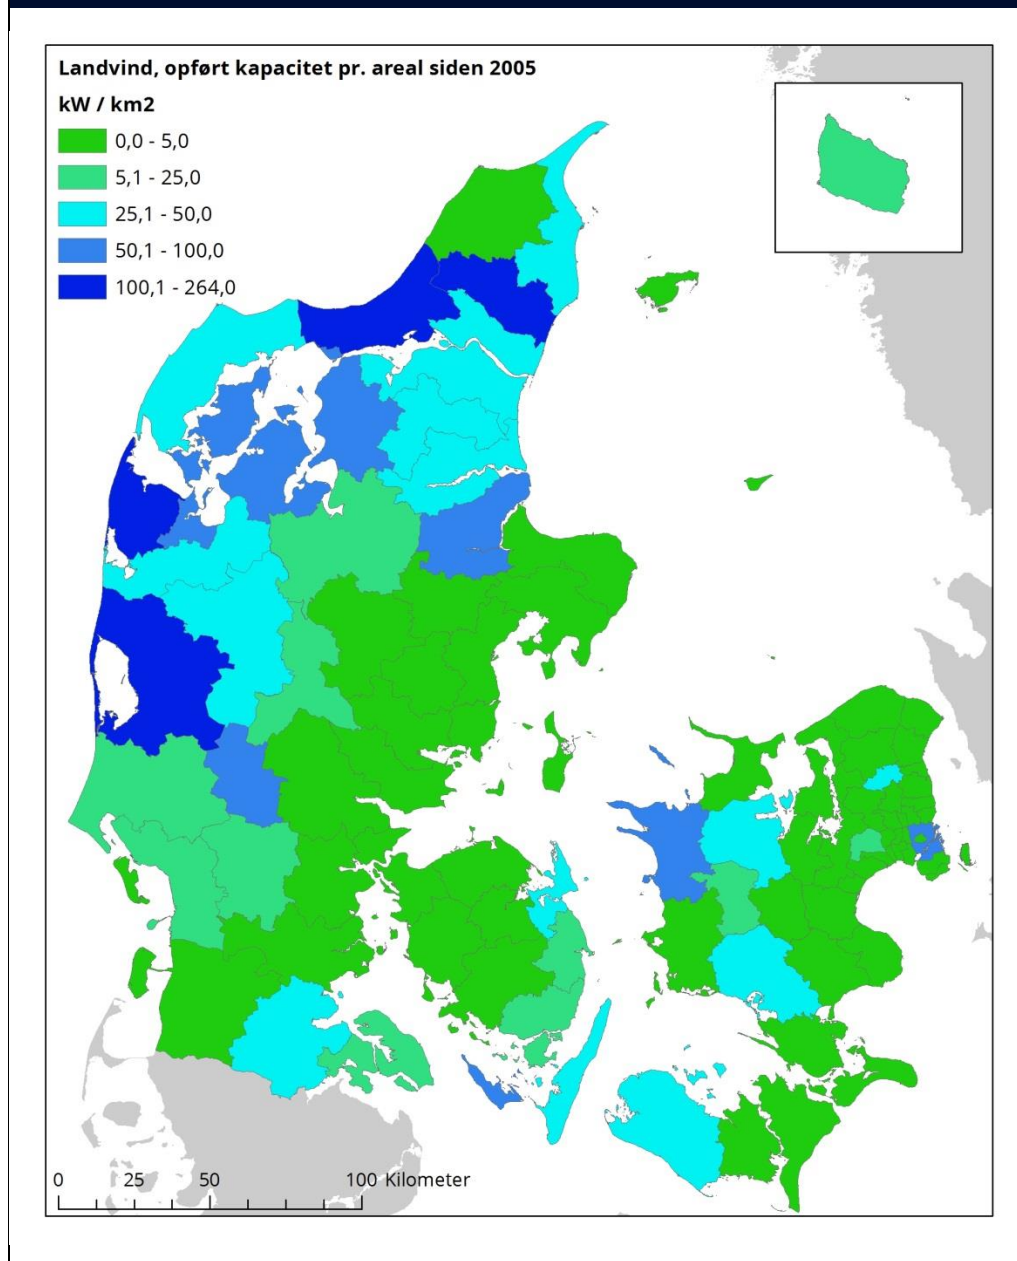 Landvind, opført kapacitet pr. areal siden 2005
kW / km2
0,0 - 5,0
5,1 - 25,0
25,1 - 50,0
50,1 - 100,0
100,1 - 264,0
0 25 50 100 Kilometer